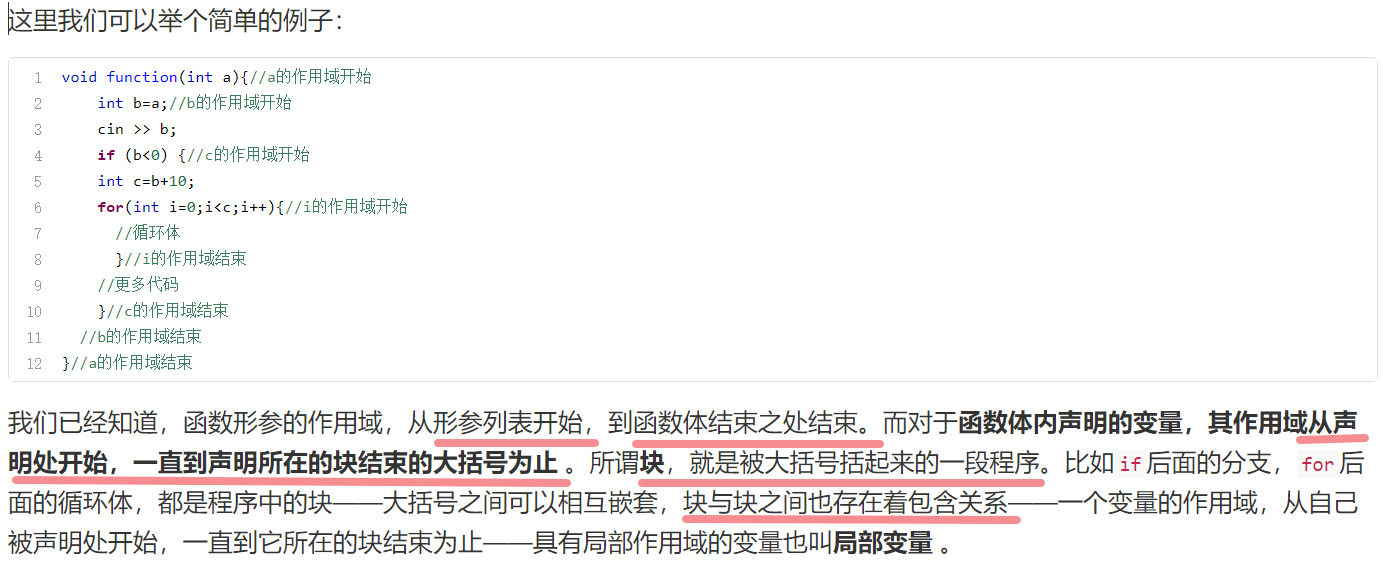 这里我们可以举个简单的例子：
1 void function(int a){//a的作用域开始
2     int b=a;//b的作用域开始
3     cin >> b;
4     if (b<0) {//c的作用域开始
5     int c=b+10;
6     for(int i=0;i<c;i++){//i的作用域开始
7       //循环体
8       }//i的作用域结束
9     //更多代码
10     }//c的作用域结束
11   //b的作用域结束
12 }//a的作用域结束
我们已经知道，函数形参的作用域，从形参列表开始，到函数体结束之处结束。而对于函数体内声明的变量，其作用域从声
明处开始，一直到声明所在的块结束的大括号为止 。所谓块，就是被大括号括起来的一段程序。比如 if 后面的分支， for 后
面的循环体，都是程序中的块——大括号之间可以相互嵌套，块与块之间也存在着包含关系——一个变量的作用域，从自己
被声明处开始，一直到它所在的块结束为止——具有局部作用域的变量也叫局部变量 。